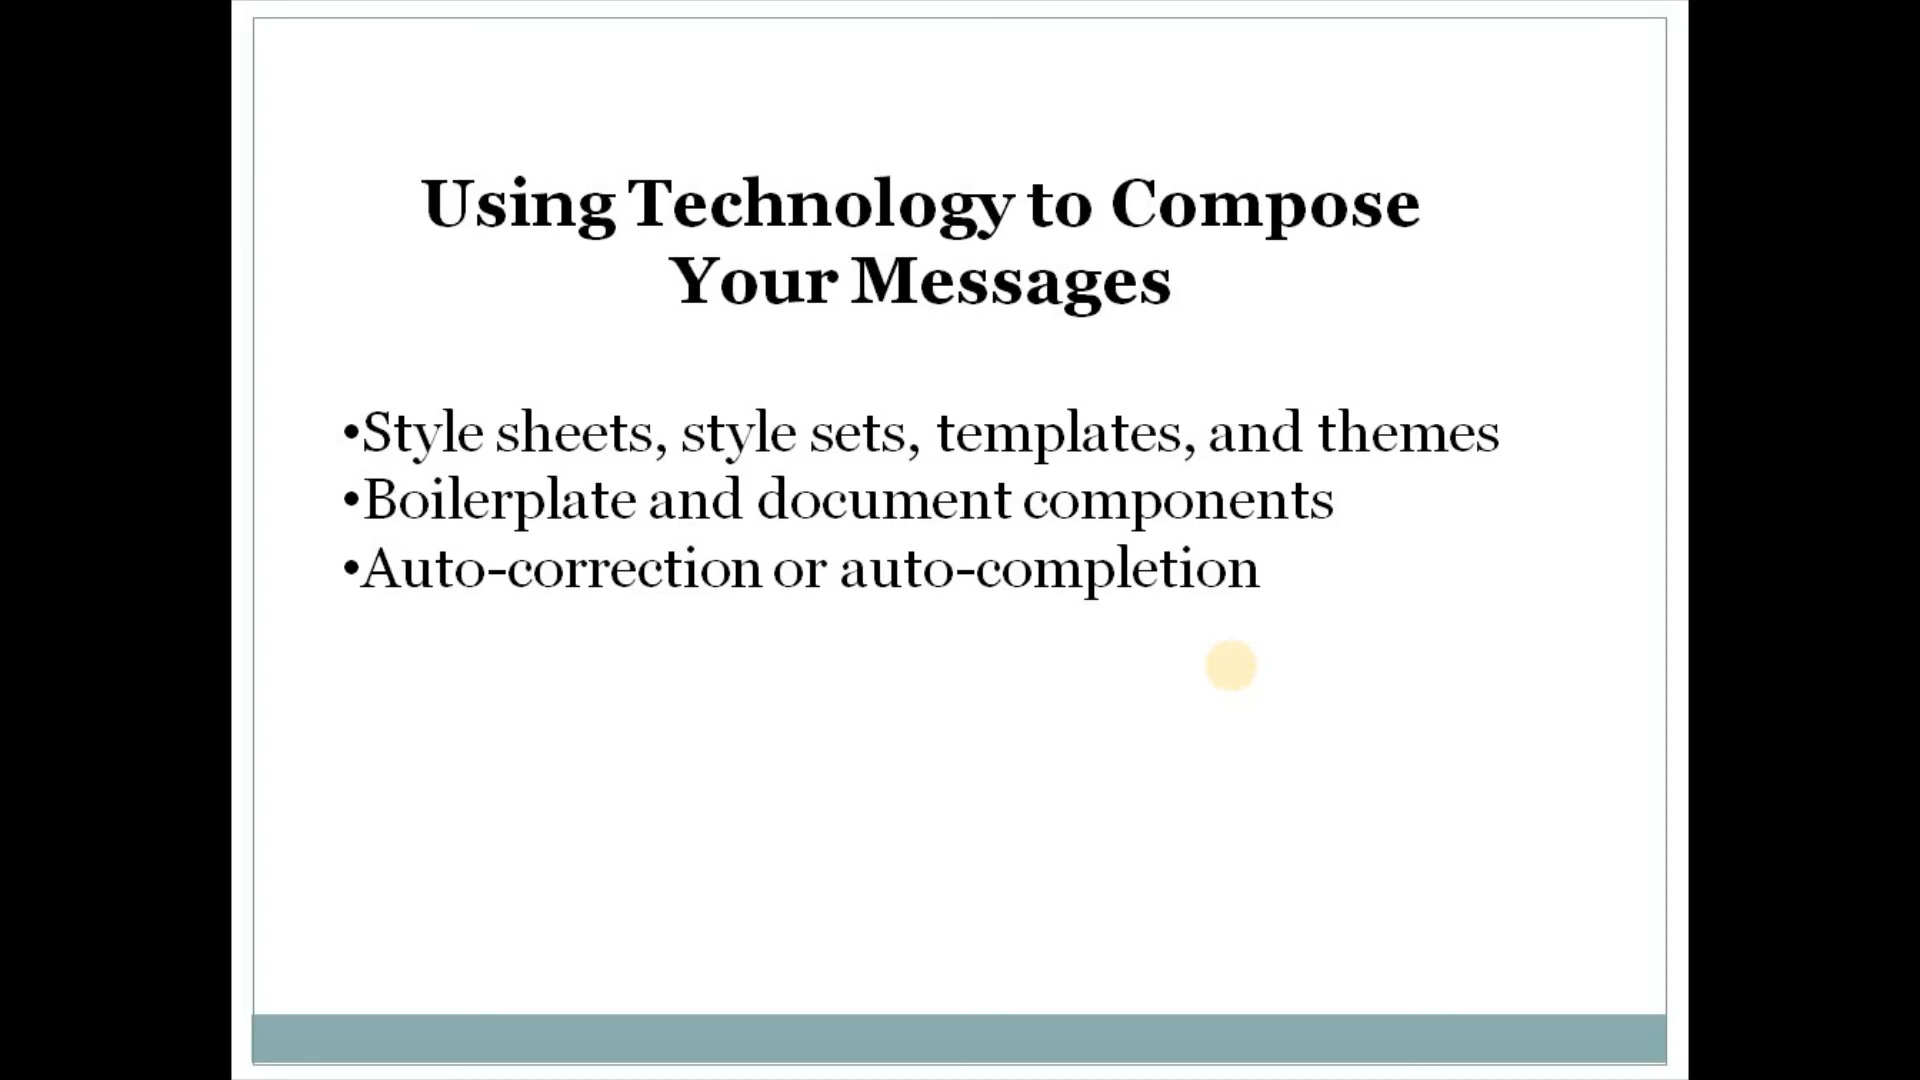 Using Technology to Compose
Your Messages
•Style sheets, style sets, templates, and themes
•Boilerplate and document components
•Auto-correction or auto-completion